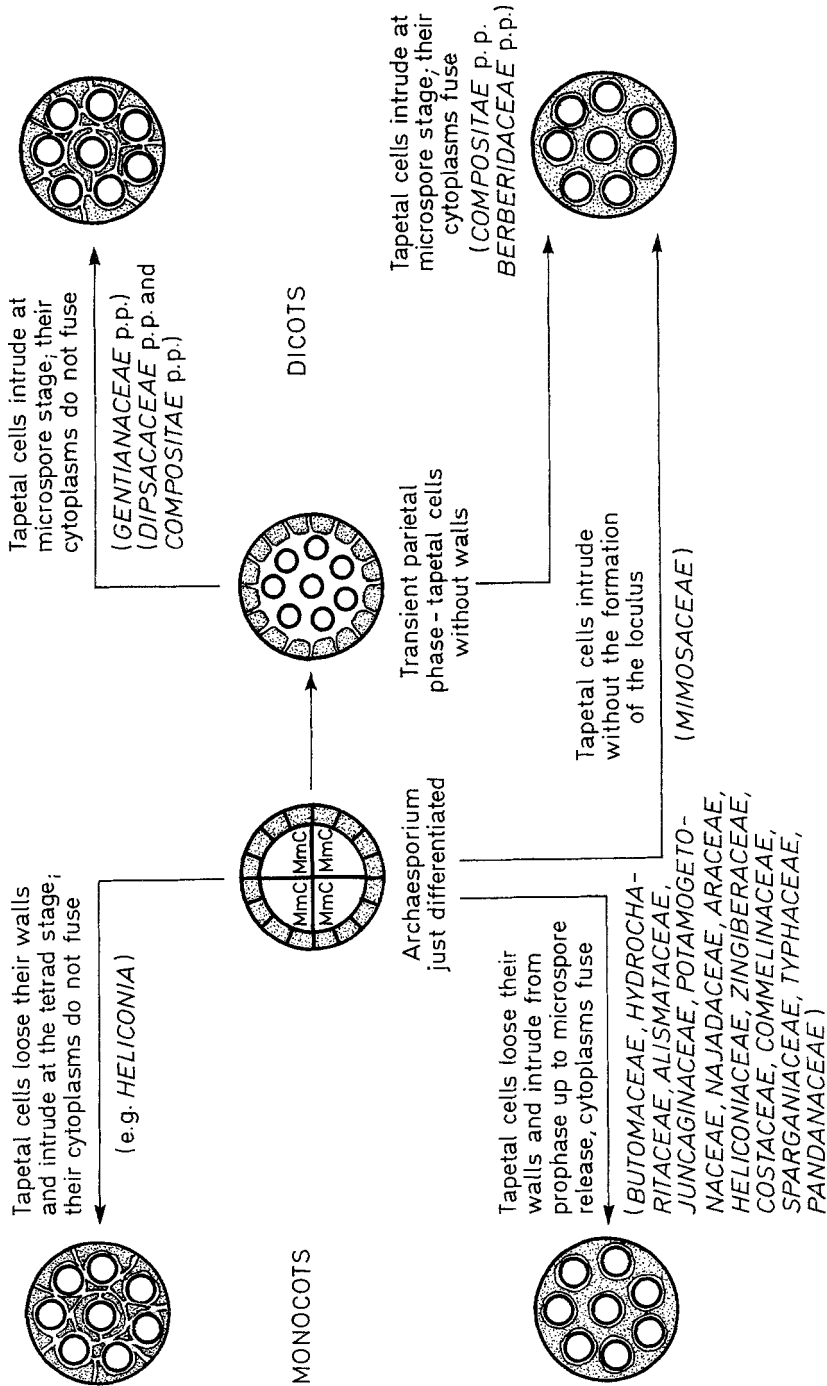 Tapetal cells loose their walls
and intrude at the tetrad stage;
their cytoplasms do not fuse
(e.g. HELICONIA)
MONOCOTS
Tapetal cells loose their
walls and intrude from
prophase up to microspore
release, cytoplasms fuse
(BUTOMACEAE, HYDROCHA-
RITACEAE, ALISMATACEAE,
JUNCAGINACEAE, POTAMOGETO-
NACEAE, NAJADACEAE, ARACEAE,
HELICONIACEAE, ZINGIBERACEAE,
COSTACEAE, COMMELINACEAE,
SPARGANIACEAE, TYPHACEAE,
PANDANACEAE)
MmC MmC
MmC MmC
Archaesporium
just differentiated
Tapetal cells intrude
without the formation
of the loculus
(MIMOSACEAE)
Transient parietal
phase - tapetal cells
without walls
Tapetal cells intrude at
microspore stage; their
cytoplasms do not fuse
(GENTIANACEAE p.p.)
(DIPSACACEAE p.p. and
COMPOSITAE p.p.)
DICOTS
Tapetal cells intrude at
microspore stage; their
cytoplasms fuse
(COMPOSITAE p.p.
BERBERIDACEAE p.p.)